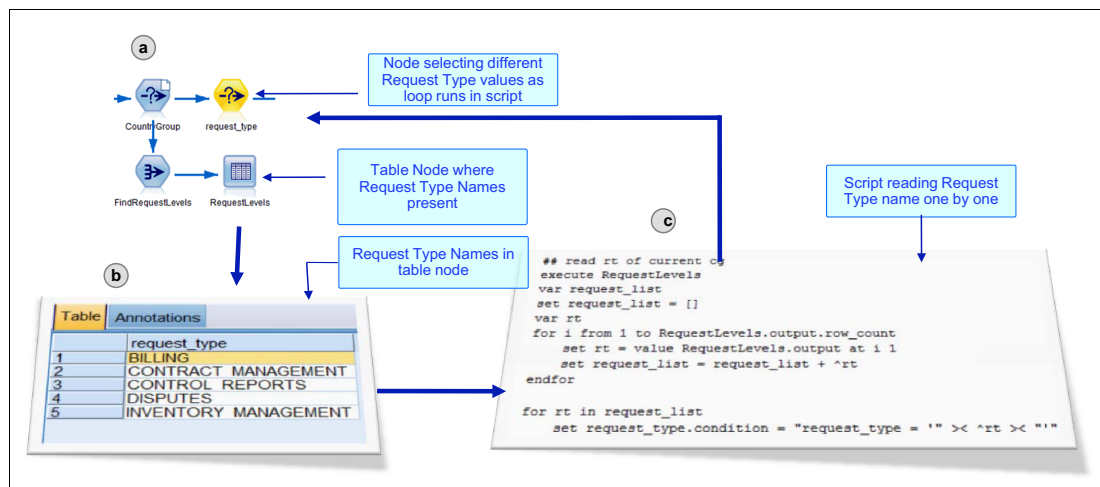 a
Node selecting different
Request Type values as
loop runs in script
CountryGroup
request_type
Table Node where
Request Type Names
present
FindRequestLevels
RequestLevels
Script reading Request
Type name one by one
Request Type Names in
table node
b
Table Annotations
request_type
1 BILLING
2 CONTRACT MANAGEMENT
3 CONTROL REPORTS
4 DISPUTES
5 INVENTORY MANAGEMENT
c
## read rt of current cg
execute RequestLevels
var request_list
set request_list = []
var rt
for i from 1 to RequestLevels.output.row_count
set rt = value RequestLevels.output at i 1
set request_list = request_list + ^rt
endfor
for rt in request_list
set request_type.condition = "request_type = '" >< ^rt >< "'"